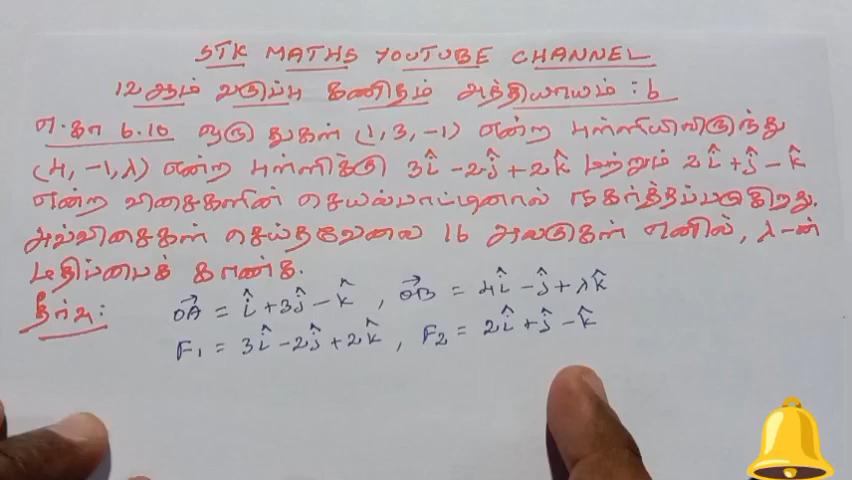 STK MATHS YOUTUBE CHANNEL
12 ஆம் வகுப்பு கணிதம் அத்தியாயம் : 6
எ.கா 6.10 ஒரு துகள் (1, 3, -1) என்ற புள்ளியிலிருந்து
(4, -1, λ) என்ற புள்ளிக்கு 3î - 2ĵ + 2k̂ மற்றும் 2î + ĵ - k̂
என்ற விசைகளின் செயல்பாட்டினால் நகர்த்தப்படுகிறது.
அவ்விசைகள் செய்தவேலை 16 அலகுகள் எனில், λ-ன்
மதிப்பைக் காண்க.
தீர்வு: OA⃗ = î + 3ĵ - k̂ , OB⃗ = 4î - ĵ + λk̂
F₁ = 3î - 2ĵ + 2k̂ , F₂ = 2î + ĵ - k̂